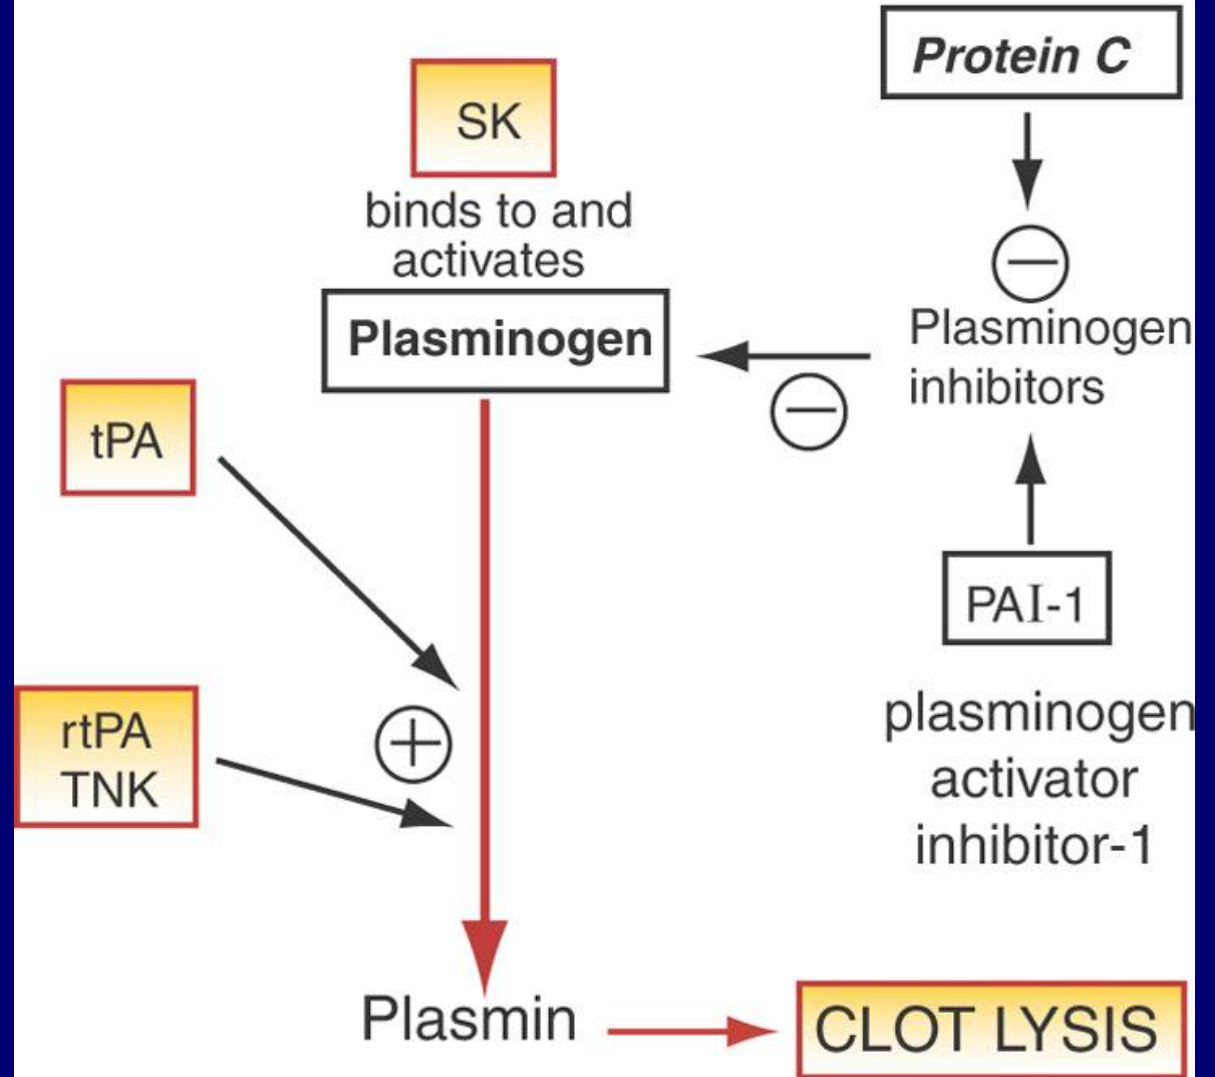 Protein C
SK
binds to and
activates
Plasminogen
Plasminogen
inhibitors
tPA
PAI-1
rtPA
TNK
plasminogen
activator
inhibitor-1
Plasmin
CLOT LYSIS